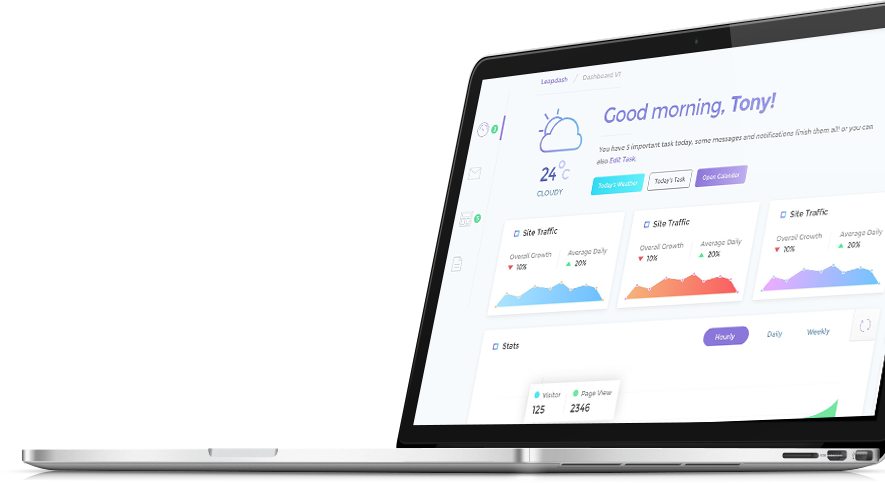 Leapdash / Dashboard V1
2
Good morning, Tony!
You have 5 important task today, some messages and notifications finish them all! or you can
also Edit Task
24°C
CLOUDY
Today's Weather
Today's Task
Open Calendar
Site Traffic
Overall Growth
10%
Average Daily
20%
Site Traffic
Overall Growth
10%
Average Daily
20%
Site Traffic
Overall Growth
10%
Average Daily
20%
Stats
Hourly
Daily
Weekly
Visitor
125
Page View
2346